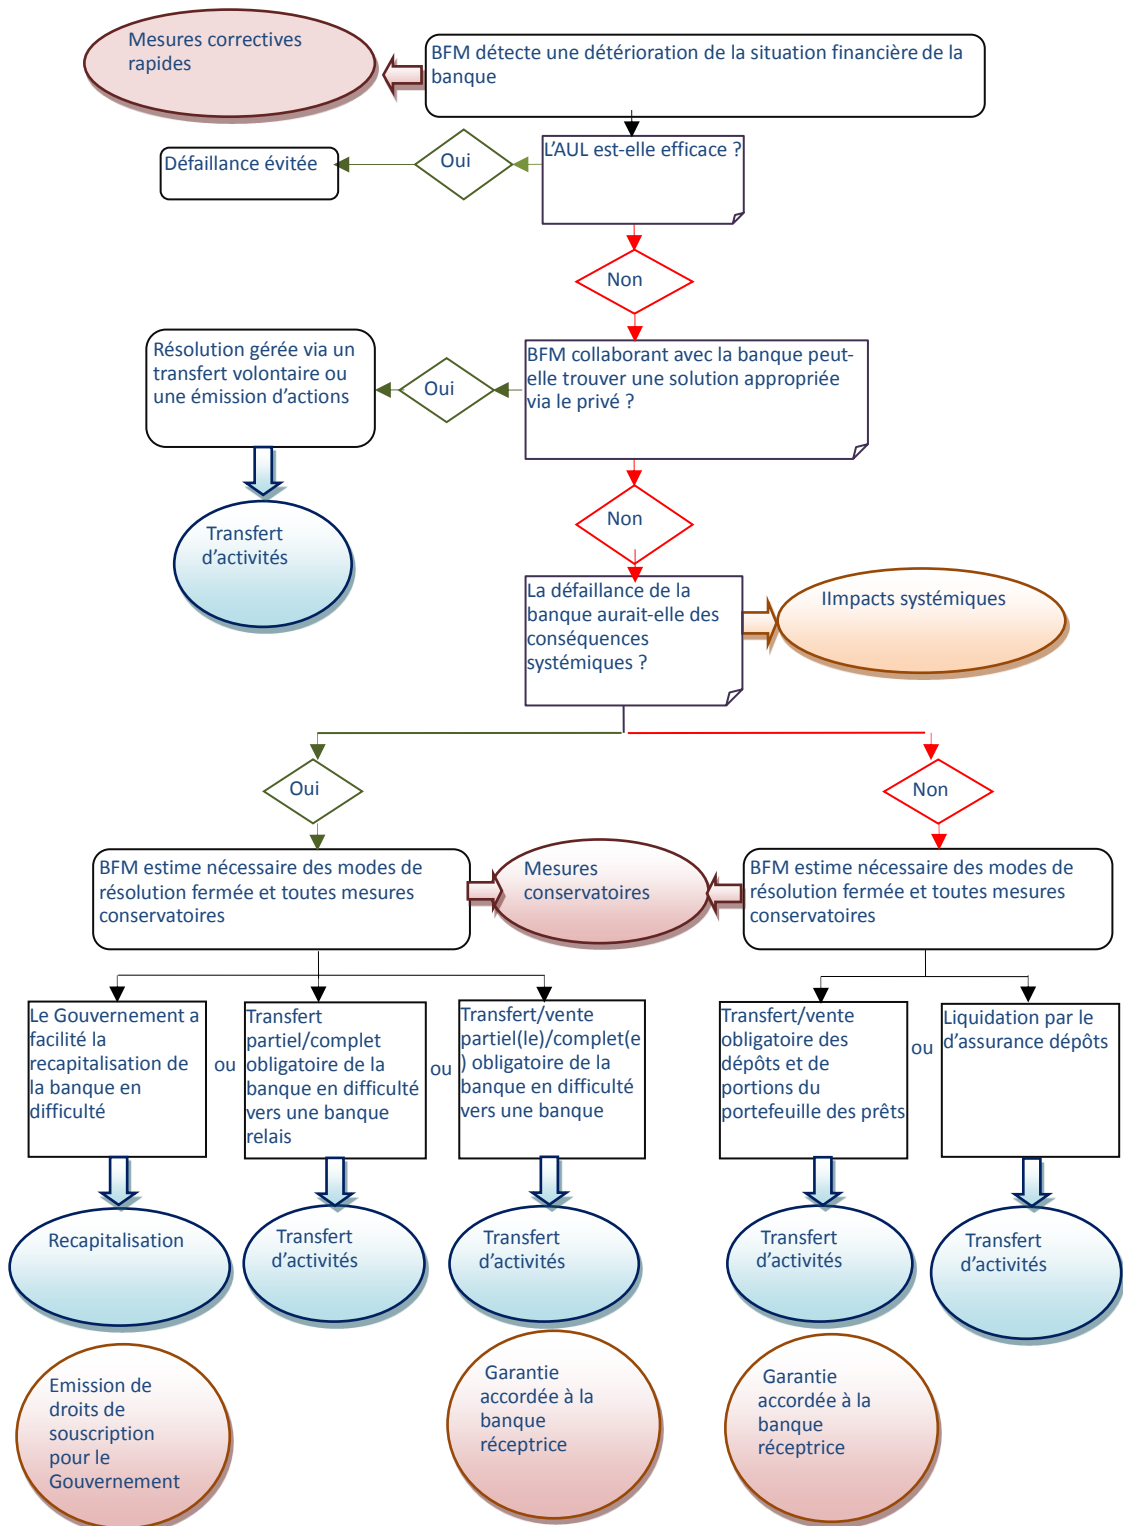 Mesures correctives
rapides
BFM détecte une détérioration de la situation financière de la
banque
L’AUL est-elle efficace ?
Oui
Défaillance évitée
Non
BFM collaborant avec la banque peut-
elle trouver une solution appropriée
via le privé ?
Oui
Résolution gérée via un
transfert volontaire ou
une émission d’actions
Transfert
d’activités
Non
La défaillance de la
banque aurait-elle des
conséquences
systémiques ?
IImpacts systémiques
Oui
Non
BFM estime nécessaire des modes de
résolution fermée et toutes mesures
conservatoires
Mesures
conservatoires
BFM estime nécessaire des modes de
résolution fermée et toutes mesures
conservatoires
Le Gouvernement a
facilité la
recapitalisation de
la banque en
difficulté
ou
Transfert
partiel/complet
obligatoire de la
banque en difficulté
vers une banque
relais
ou
Transfert/vente
partiel(le)/complet(e
) obligatoire de la
banque en difficulté
vers une banque
Transfert/vente
obligatoire des
dépôts et de
portions du
portefeuille des prêts
ou
Liquidation par le
d’assurance dépôts
Recapitalisation
Transfert
d’activités
Transfert
d’activités
Transfert
d’activités
Transfert
d’activités
Emission de
droits de
souscription
pour le
Gouvernement
Garantie
accordée à la
banque
réceptrice
Garantie
accordée à la
banque
réceptrice